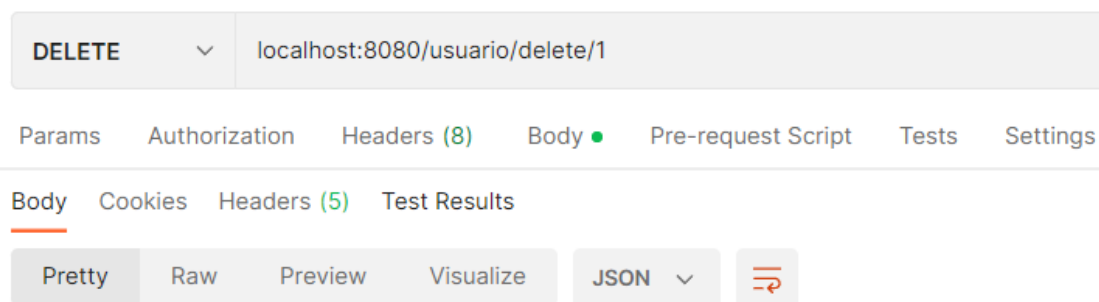 DELETE localhost:8080/usuario/delete/1
Params Authorization Headers (8) Body Pre-request Script Tests Settings
Body Cookies Headers (5) Test Results
Pretty Raw Preview Visualize JSON